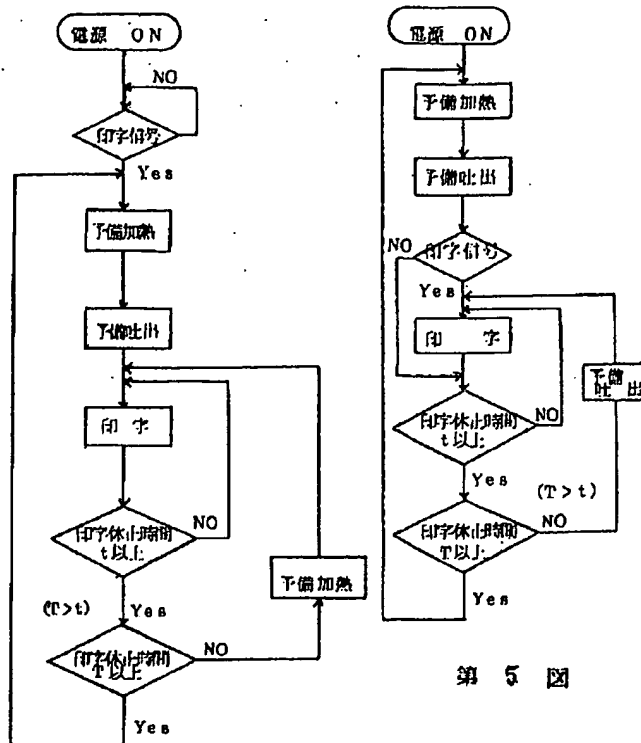 電源 ON
NO
印字信号
Yes
予備加熱
予備吐出
印 字
印字休止時間
t以上
NO
(T>t)
Yes
印字休止時間
T以上
NO
予備加熱
Yes
電源 ON
予備加熱
予備吐出
NO
印字信号
Yes
印 字
予備
吐 出
印字休止時間
t以上
NO
Yes
(T>t)
印字休止時間
T以上
NO
Yes
第 5 図